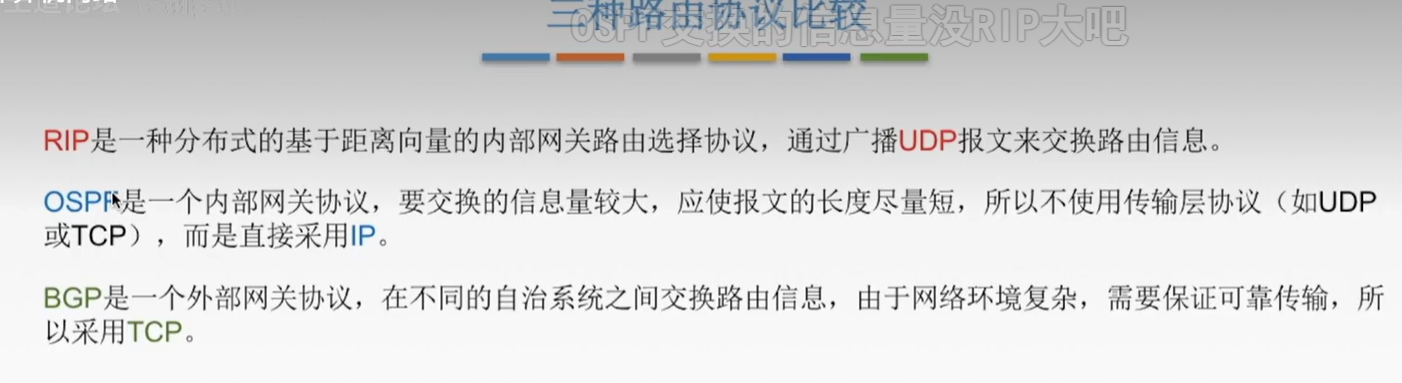 三种路由协议比较
OSPF交换的信息量没RIP大吧
RIP是一种分布式的基于距离向量的内部网关路由选择协议，通过广播UDP报文来交换路由信息。
OSPF是一个内部网关协议，要交换的信息量较大，应使报文的长度尽量短，所以不使用传输层协议（如UDP
或TCP），而是直接采用IP。
BGP是一个外部网关协议，在不同的自治系统之间交换路由信息，由于网络环境复杂，需要保证可靠传输，所
以采用TCP。